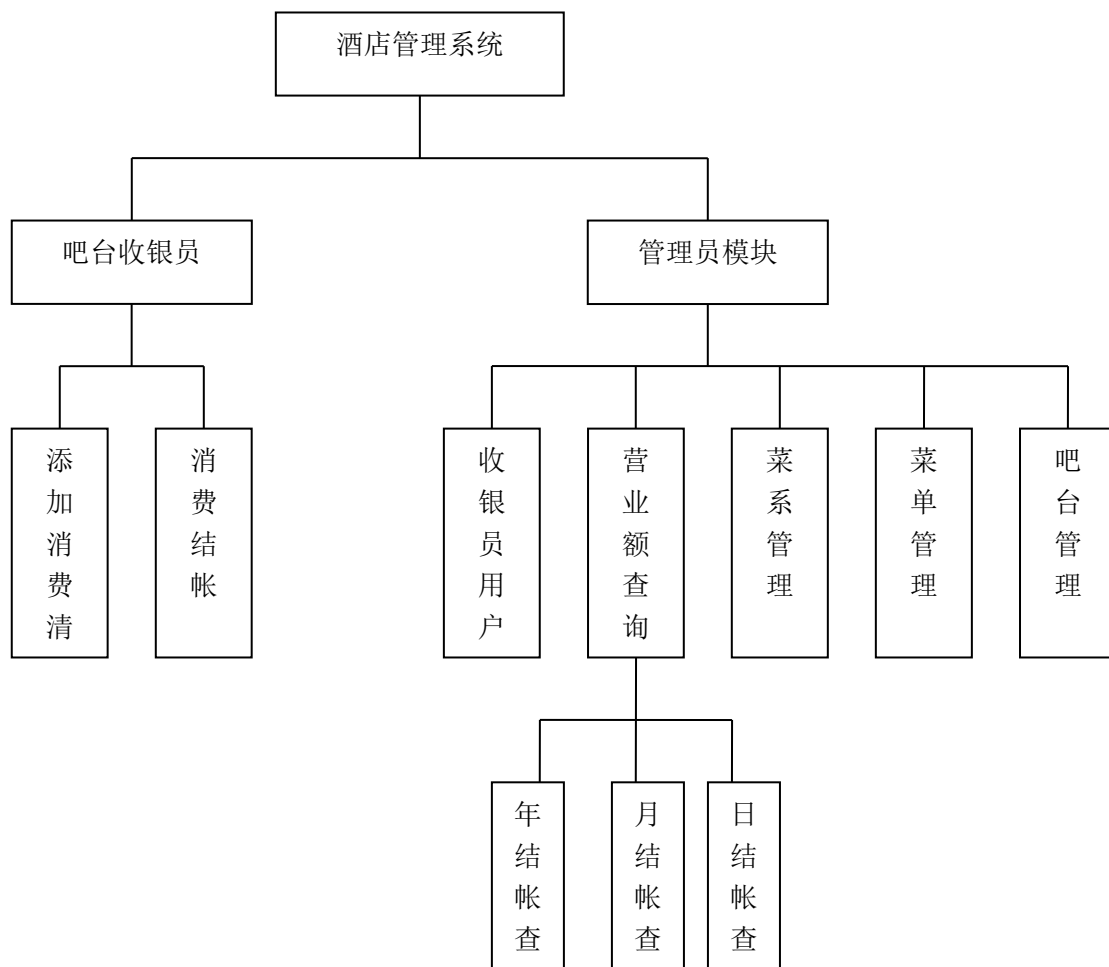 酒店管理系统
吧台收银员
管理员模块
添加消费清
消费结帐
收银员用户
营业额查询
菜系管理
菜单管理
吧台管理
年结帐查
月结帐查
日结帐查